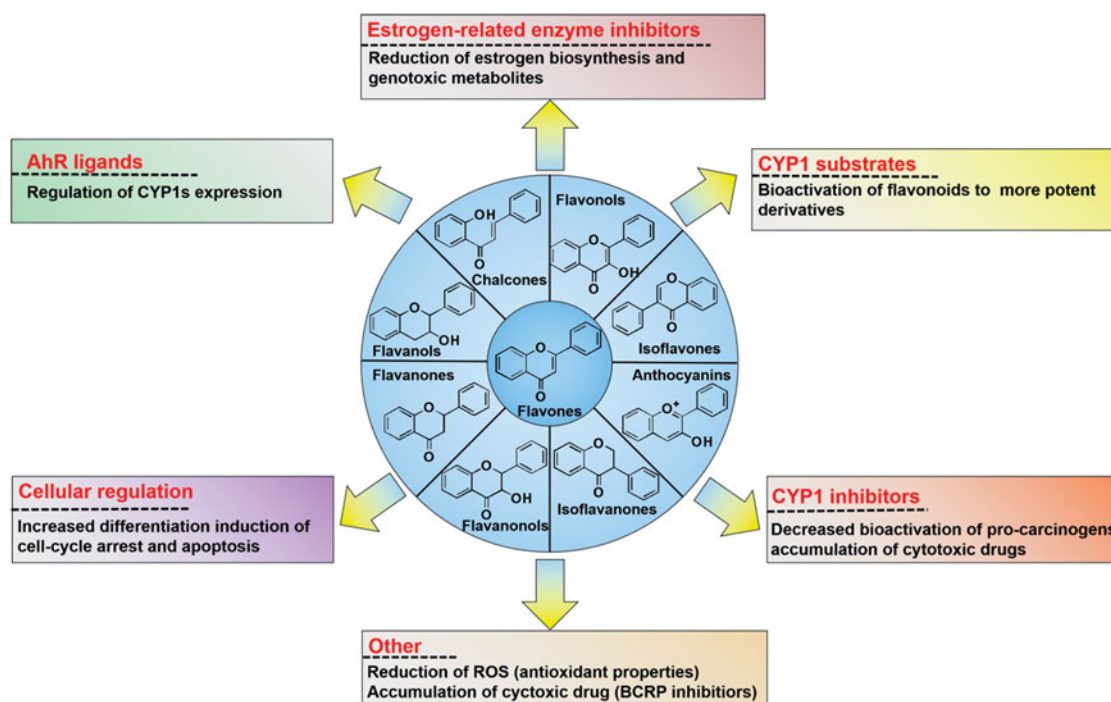 Estrogen-related enzyme inhibitors
Reduction of estrogen biosynthesis and
genotoxic metabolites
AhR ligands
Regulation of CYP1s expression
CYP1 substrates
Bioactivation of flavonoids to more potent
derivatives
OH
O
Chalcones
Flavonols
O
OH
O
O
OH
Flavanols
O
O
Isoflavones
O
O
Flavones
Flavanones
O
O
Anthocyanins
O+
OH
O
OH
O
Flavanonols
O
O
Isoflavanones
Cellular regulation
Increased differentiation induction of
cell-cycle arrest and apoptosis
CYP1 inhibitors
Decreased bioactivation of pro-carcinogens
accumulation of cytotoxic drugs
Other
Reduction of ROS (antioxidant properties)
Accumulation of cyctoxic drug (BCRP inhibitiors)